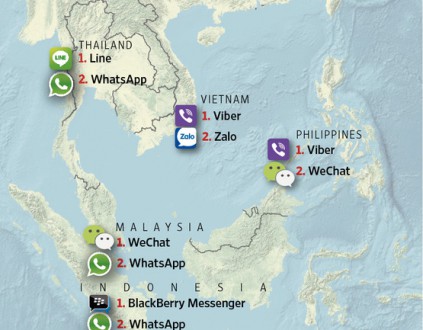 THAILAND
LINE
1. Line
2. WhatsApp
VIETNAM
1. Viber
Zalo
2. Zalo
PHILIPPINES
1. Viber
2. WeChat
MALAYSIA
1. WeChat
2. WhatsApp
INDONESIA
1. BlackBerry Messenger
2. WhatsApp